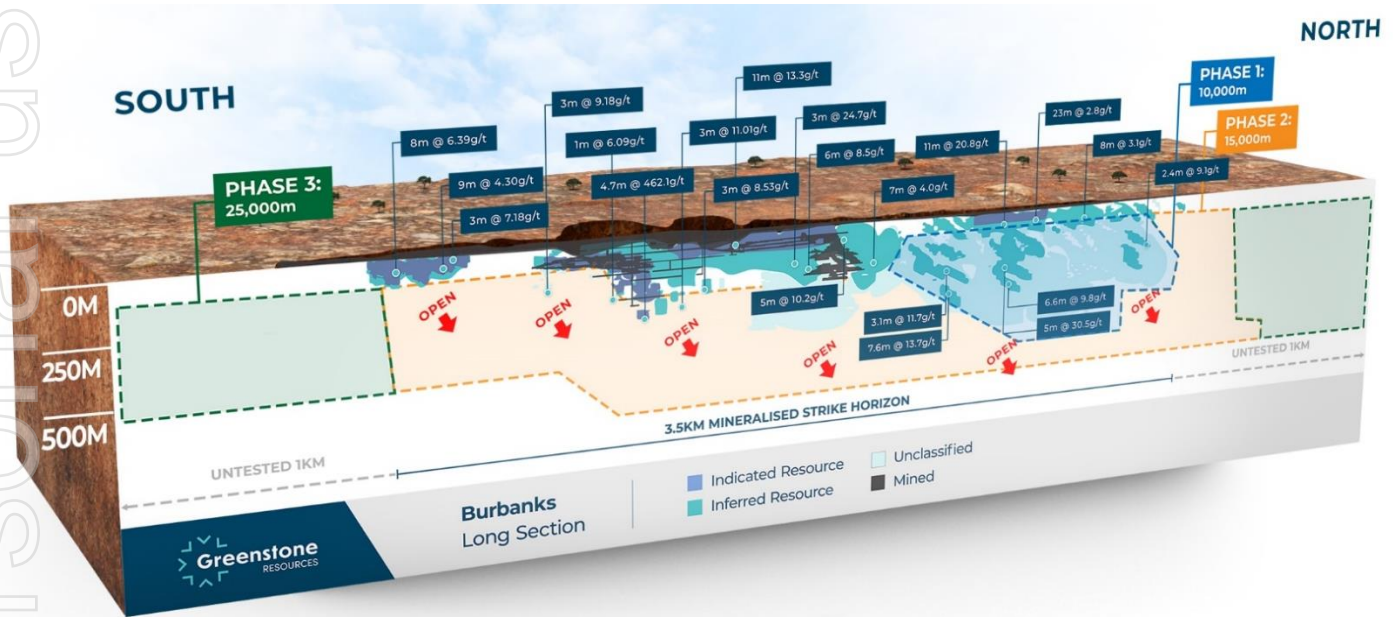 NORTH
SOUTH
PHASE 1:
10,000m
PHASE 2:
15,000m
PHASE 3:
25,000m
11m @ 13.3g/t
3m @ 9.18g/t
3m @ 24.7g/t
23m @ 2.8g/t
8m @ 6.39g/t
1m @ 6.09g/t
3m @ 11.01g/t
6m @ 8.5g/t
11m @ 20.8g/t
8m @ 3.1g/t
9m @ 4.30g/t
4.7m @ 462.1g/t
3m @ 8.53g/t
7m @ 4.0g/t
2.4m @ 9.1g/t
3m @ 7.18g/t
5m @ 10.2g/t
3.1m @ 11.7g/t
7.6m @ 13.7g/t
6.6m @ 9.8g/t
5m @ 30.5g/t
0M
250M
500M
OPEN
OPEN
OPEN
OPEN
OPEN
OPEN
UNTESTED 1KM
3.5KM MINERALISED STRIKE HORIZON
UNTESTED 1KM
Burbanks
Long Section
Indicated Resource
Inferred Resource
Unclassified
Mined
Greenstone
RESOURCES